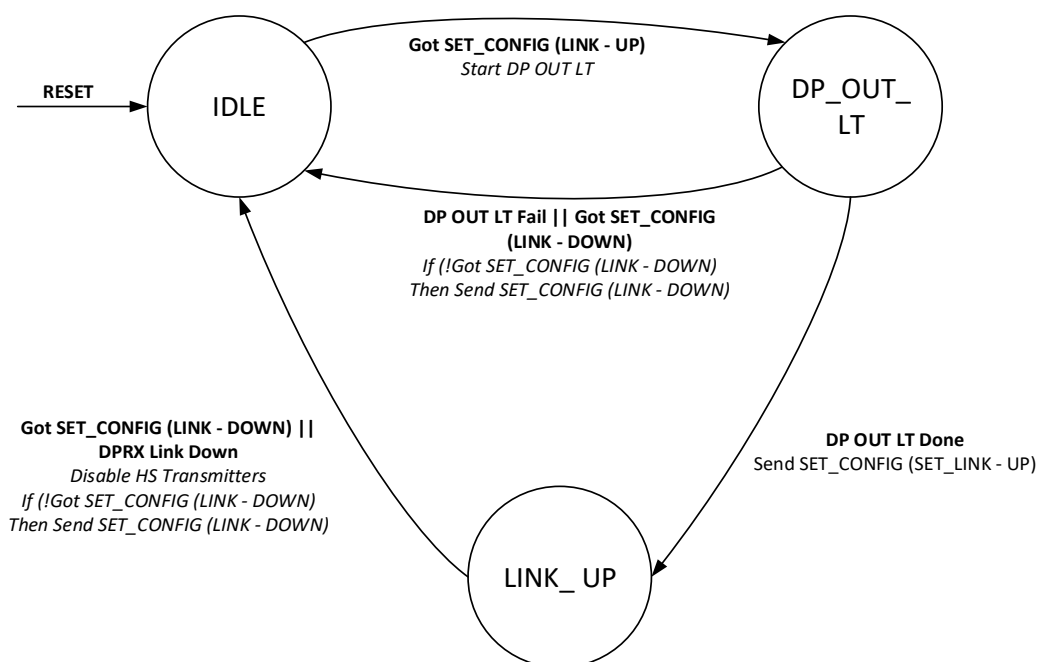 Got SET_CONFIG (LINK - UP)
Start DP OUT LT
RESET
IDLE
DP_OUT_
LT
DP OUT LT Fail || Got SET_CONFIG
(LINK - DOWN)
If (!Got SET_CONFIG (LINK - DOWN)
Then Send SET_CONFIG (LINK - DOWN)
Got SET_CONFIG (LINK - DOWN) ||
DPRX Link Down
Disable HS Transmitters
If (!Got SET_CONFIG (LINK - DOWN)
Then Send SET_CONFIG (LINK - DOWN)
DP OUT LT Done
Send SET_CONFIG (SET_LINK - UP)
LINK_ UP